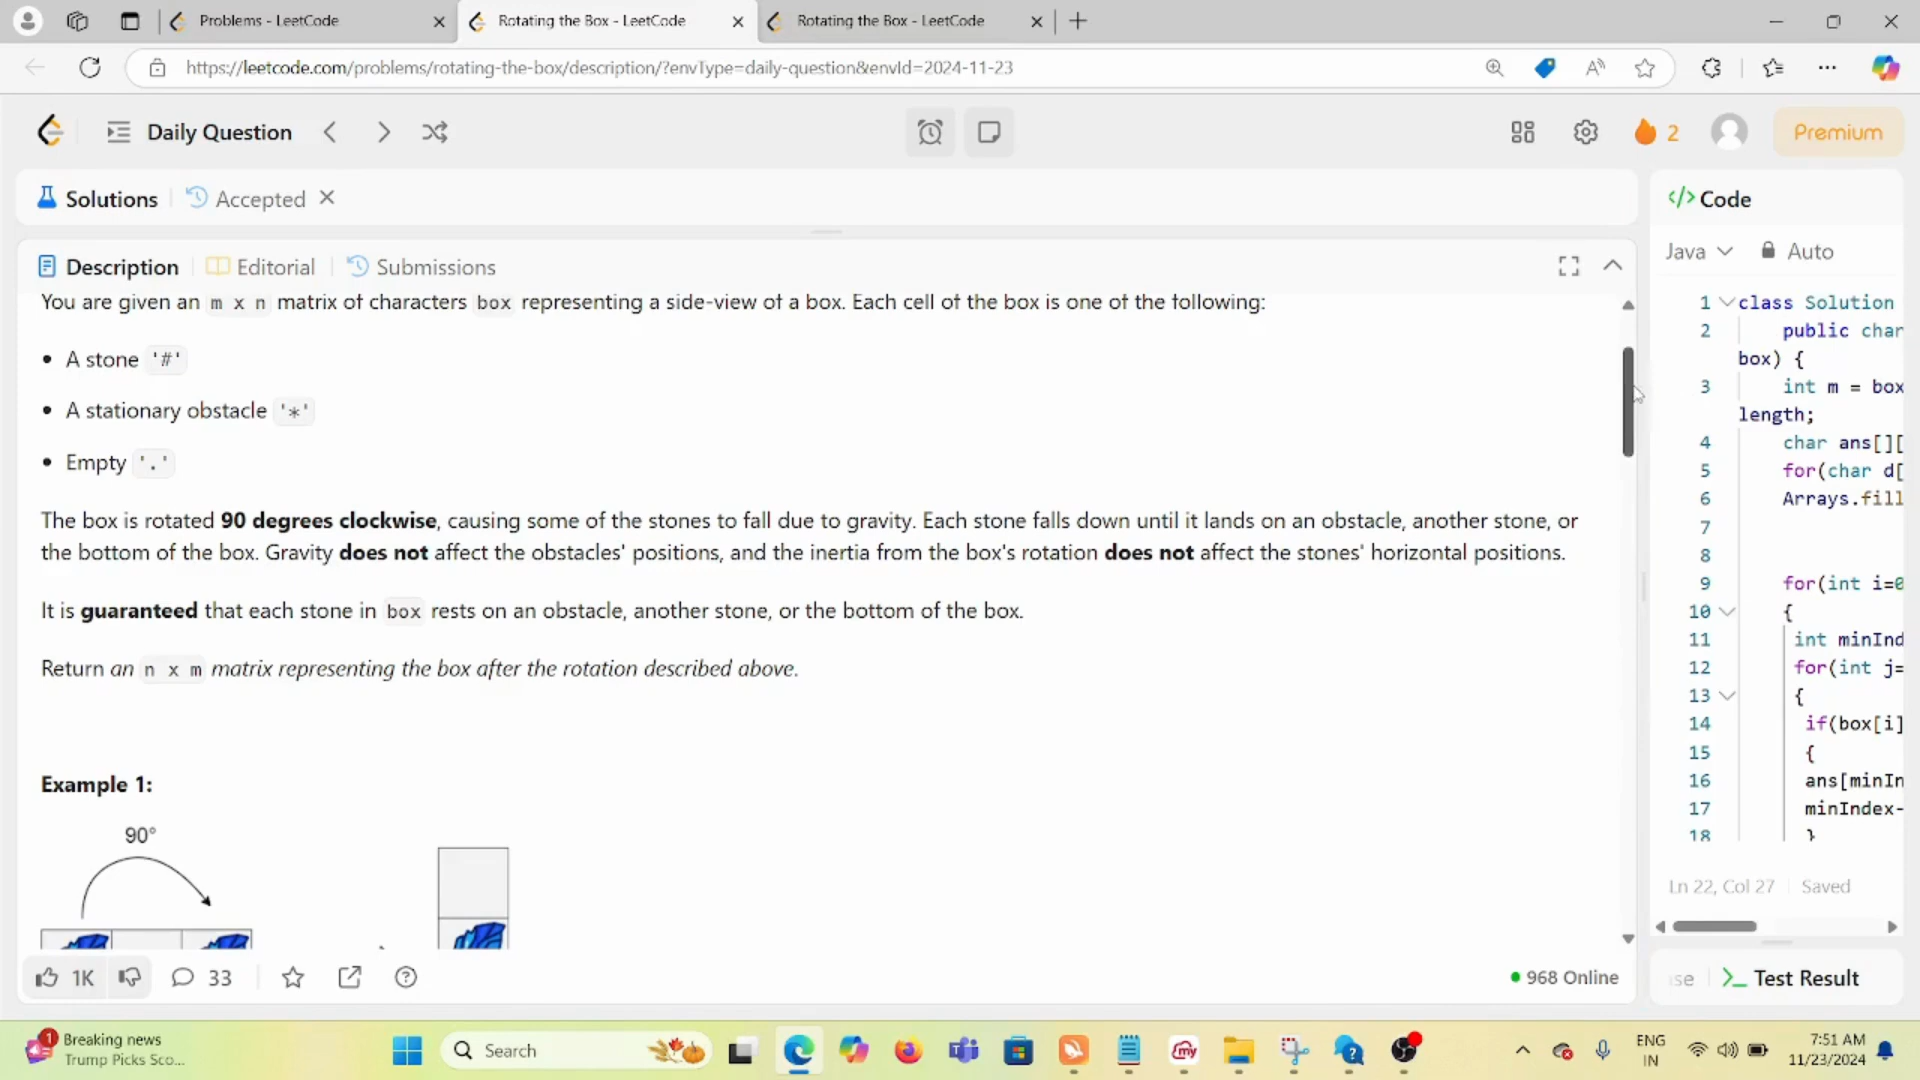 Problems - LeetCode
Rotating the Box - LeetCode
Rotating the Box - LeetCode
https://leetcode.com/problems/rotating-the-box/description/?envType=daily-question&envId=2024-11-23
Daily Question
2
Premium
Solutions
Accepted
Description
Editorial
Submissions
You are given an m x n matrix of characters box representing a side-view of a box. Each cell of the box is one of the following:
• A stone '#'
• A stationary obstacle '*'
• Empty '.'
The box is rotated 90 degrees clockwise, causing some of the stones to fall due to gravity. Each stone falls down until it lands on an obstacle, another stone, or
the bottom of the box. Gravity does not affect the obstacles' positions, and the inertia from the box's rotation does not affect the stones' horizontal positions.
It is guaranteed that each stone in box rests on an obstacle, another stone, or the bottom of the box.
Return an n x m matrix representing the box after the rotation described above.
Example 1:
90°
1K
33
968 Online
</> Code
Java
Auto
1 class Solution
2 public char
box) {
3 int m = box
length;
4 char ans[][
5 for(char d[
6 Arrays.fill
7
8
9 for(int i=0
10 {
11 int minInd
12 for(int j=
13 {
14 if(box[i]
15 {
16 ans[minIn
17 minIndex-
18 }
Ln 22, Col 27
Saved
Test Result
1
Breaking news
Trump Picks Sco...
Search
ENG
IN
7:51 AM
11/23/2024